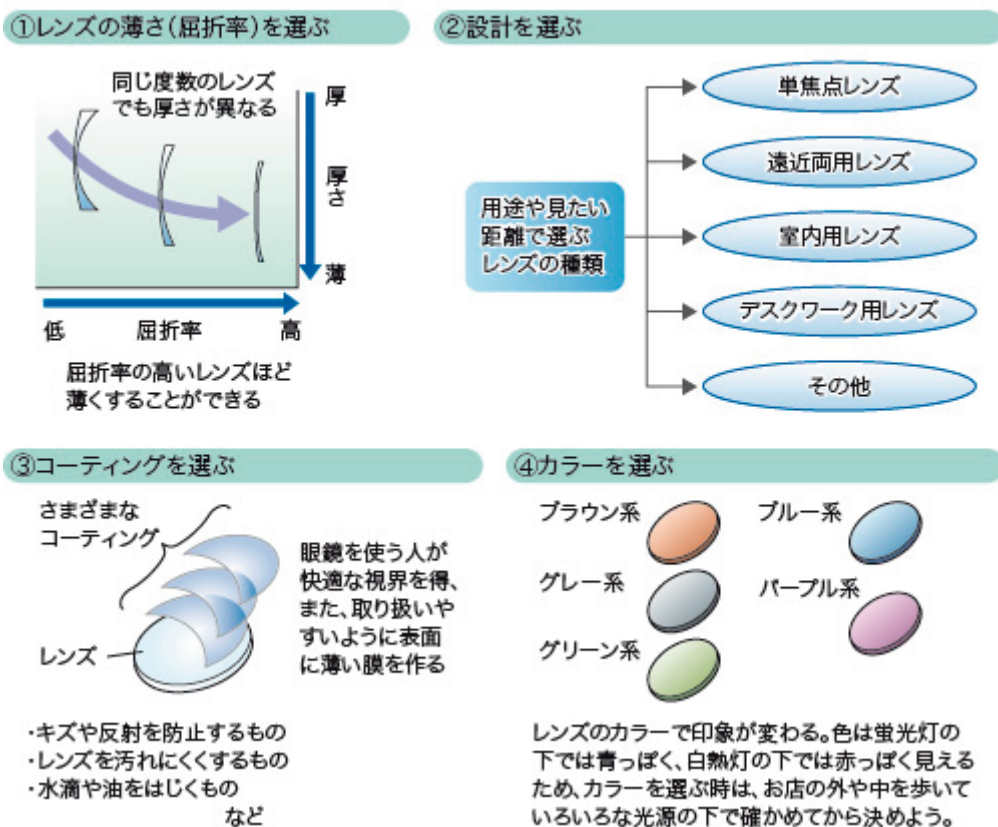 ①レンズの薄さ(屈折率)を選ぶ
同じ度数のレンズ
でも厚さが異なる
厚
厚さ
薄
低
屈折率
高
屈折率の高いレンズほど
薄くすることができる
②設計を選ぶ
用途や見たい
距離で選ぶ
レンズの種類
単焦点レンズ
遠近両用レンズ
室内用レンズ
デスクワーク用レンズ
その他
③コーティングを選ぶ
さまざまな
コーティング
レンズ
眼鏡を使う人が
快適な視界を得、
また、取り扱いや
すいように表面
に薄い膜を作る
・キズや反射を防止するもの
・レンズを汚れにくくするもの
・水滴や油をはじくもの
など
④カラーを選ぶ
ブラウン系
グレー系
グリーン系
ブルー系
パープル系
レンズのカラーで印象が変わる。色は蛍光灯の
下では青っぽく、白熱灯の下では赤っぽく見える
ため、カラーを選ぶ時は、お店の外や中を歩いて
いろいろな光源の下で確かめてから決めよう。